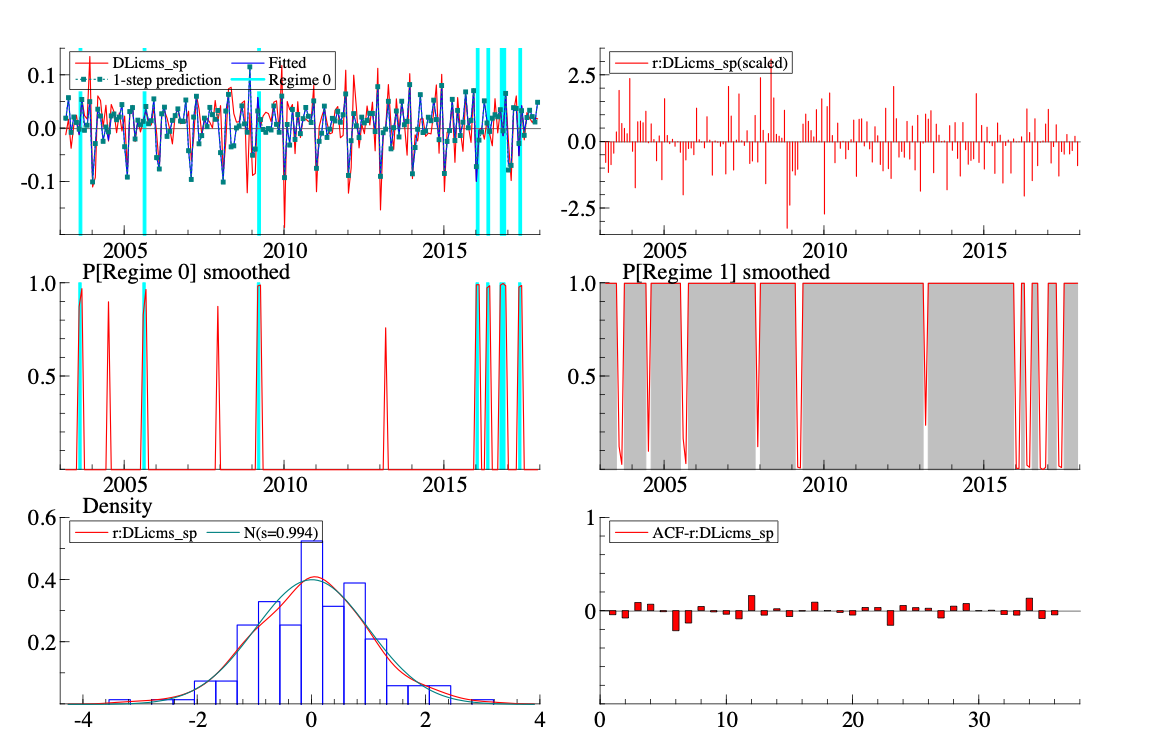 DLicms_sp Fitted
1-step prediction Regime 0
0.1
0.0
-0.1
2005 2010 2015
r:DLicms_sp(scaled)
2.5
0.0
-2.5
2005 2010 2015
P[Regime 0] smoothed
1.0
0.5
2005 2010 2015
P[Regime 1] smoothed
1.0
0.5
2005 2010 2015
Density
0.6
r:DLicms_sp N(s=0.994)
0.4
0.2
-4 -2 0 2 4
1
ACF-r:DLicms_sp
0
0 10 20 30